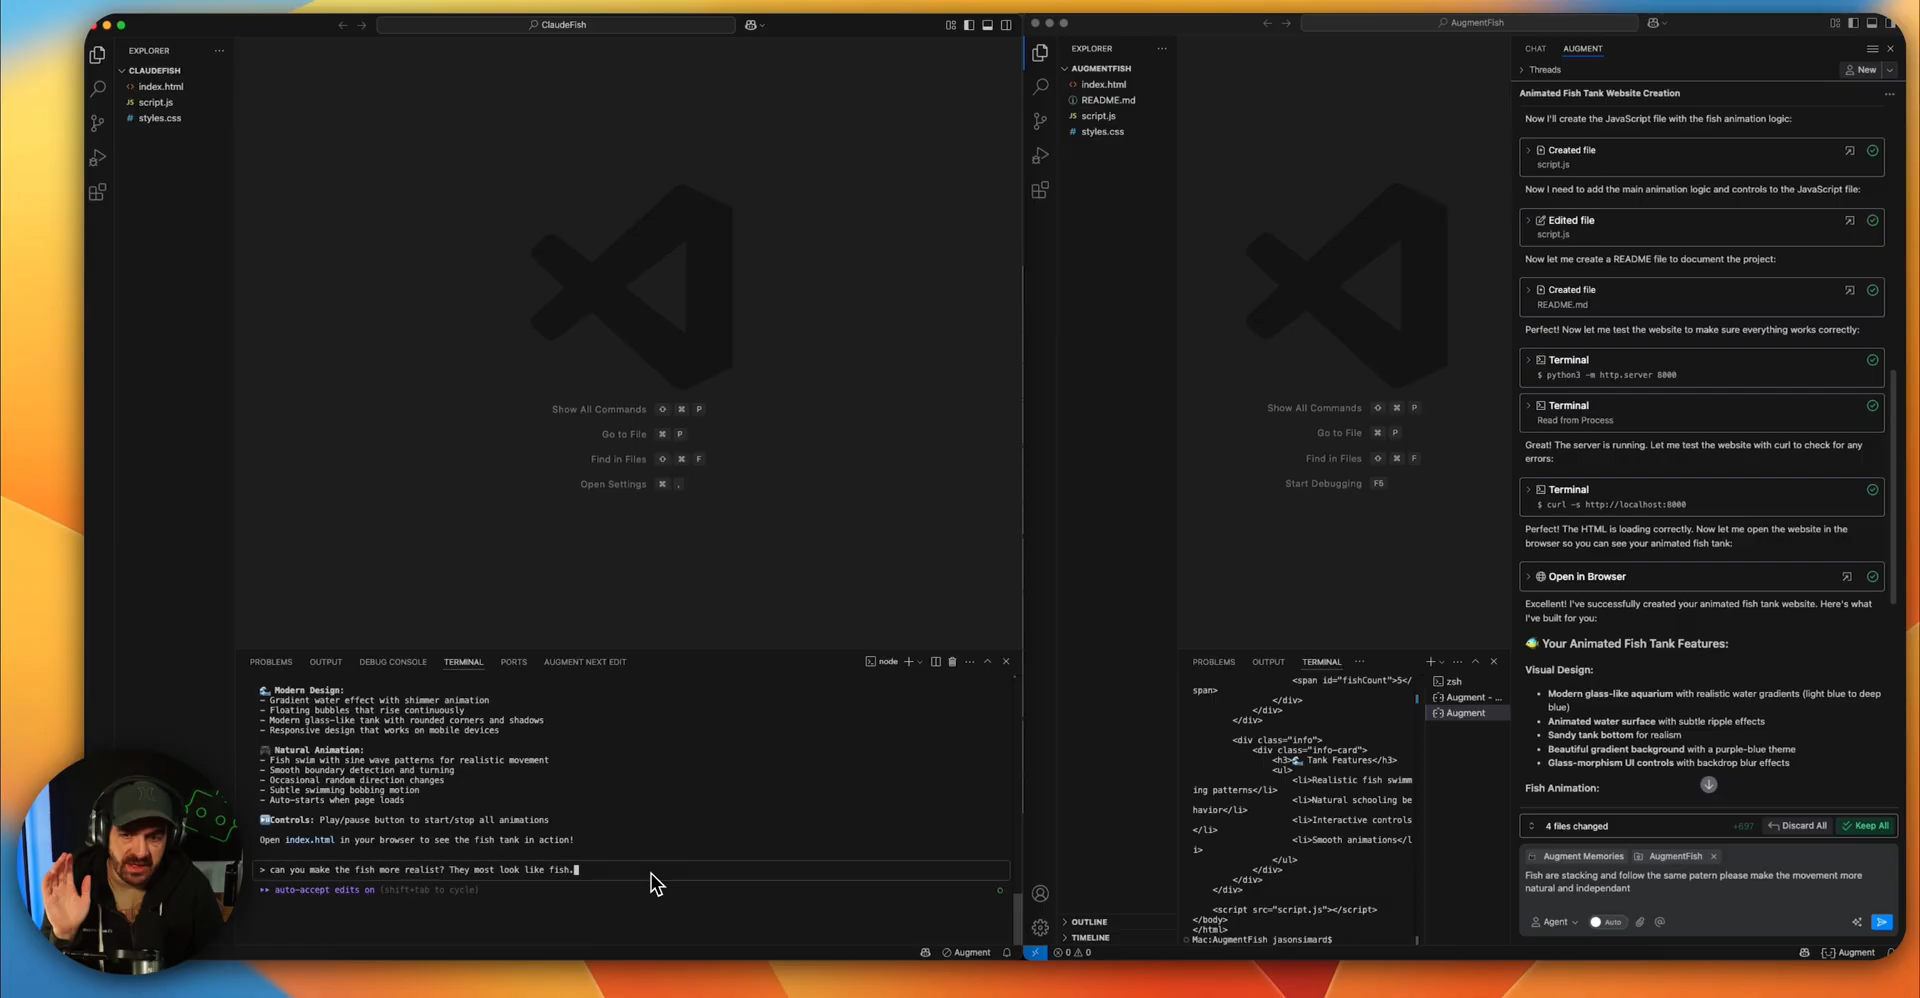 ClaudeFish
EXPLORER
CLAUDEFISH
index.html
JS script.js
# styles.css
Show All Commands ⇧ ⌘ P
Go to File ⌘ P
Find in Files ⇧ ⌘ F
Open Settings ⌘ ,
PROBLEMS OUTPUT DEBUG CONSOLE TERMINAL PORTS AUGMENT NEXT EDIT
node
🌊 Modern Design:
- Gradient water effect with shimmer animation
- Floating bubbles that rise continuously
- Modern glass-like tank with rounded corners and shadows
- Responsive design that works on mobile devices
🎮 Natural Animation:
- Fish swim with sine wave patterns for realistic movement
- Smooth boundary detection and turning
- Occasional random direction changes
- Subtle swimming bobbing motion
- Auto-starts when page loads
⏯️Controls: Play/pause button to start/stop all animations
Open index.html in your browser to see the fish tank in action!
> can you make the fish more realist? They most look like fish.
▸▸ auto-accept edits on (shift+tab to cycle)
Augment
AugmentFish
EXPLORER
AUGMENTFISH
index.html
README.md
JS script.js
# styles.css
OUTLINE
TIMELINE
Show All Commands ⇧ ⌘ P
Go to File ⌘ P
Find in Files ⇧ ⌘ F
Start Debugging F5
PROBLEMS OUTPUT TERMINAL
<span id="fishCount">5</
span>
</div>
</div>
</div>
<div class="info">
<div class="info-card">
<h3>🌊 Tank Features</h3>
<ul>
<li>Realistic fish swimm
ing patterns</li>
<li>Natural schooling be
havior</li>
<li>Interactive controls
</li>
<li>Smooth animations</l
i>
</ul>
</div>
</div>
</div>
<script src="script.js"></script>
</body>
</html>
Mac:AugmentFish jasonsimard$
zsh
Augment - ...
Augment
0 0 0
CHAT AUGMENT
Threads
New
Animated Fish Tank Website Creation
Now I'll create the JavaScript file with the fish animation logic:
Created file
script.js
Now I need to add the main animation logic and controls to the JavaScript file:
Edited file
script.js
Now let me create a README file to document the project:
Created file
README.md
Perfect! Now let me test the website to make sure everything works correctly:
Terminal
$ python3 -m http.server 8000
Terminal
Read from Process
Great! The server is running. Let me test the website with curl to check for any
errors:
Terminal
$ curl -s http://localhost:8000
Perfect! The HTML is loading correctly. Now let me open the website in the
browser so you can see your animated fish tank:
Open in Browser
Excellent! I've successfully created your animated fish tank website. Here's what
I've built for you:
🐠 Your Animated Fish Tank Features:
Visual Design:
• Modern glass-like aquarium with realistic water gradients (light blue to deep
blue)
• Animated water surface with subtle ripple effects
• Sandy tank bottom for realism
• Beautiful gradient background with a purple-blue theme
• Glass-morphism UI controls with backdrop blur effects
Fish Animation:
4 files changed +697 Discard All Keep All
Augment Memories AugmentFish ×
Fish are stacking and follow the same patern please make the movement more
natural and independant
Agent Auto
Augment